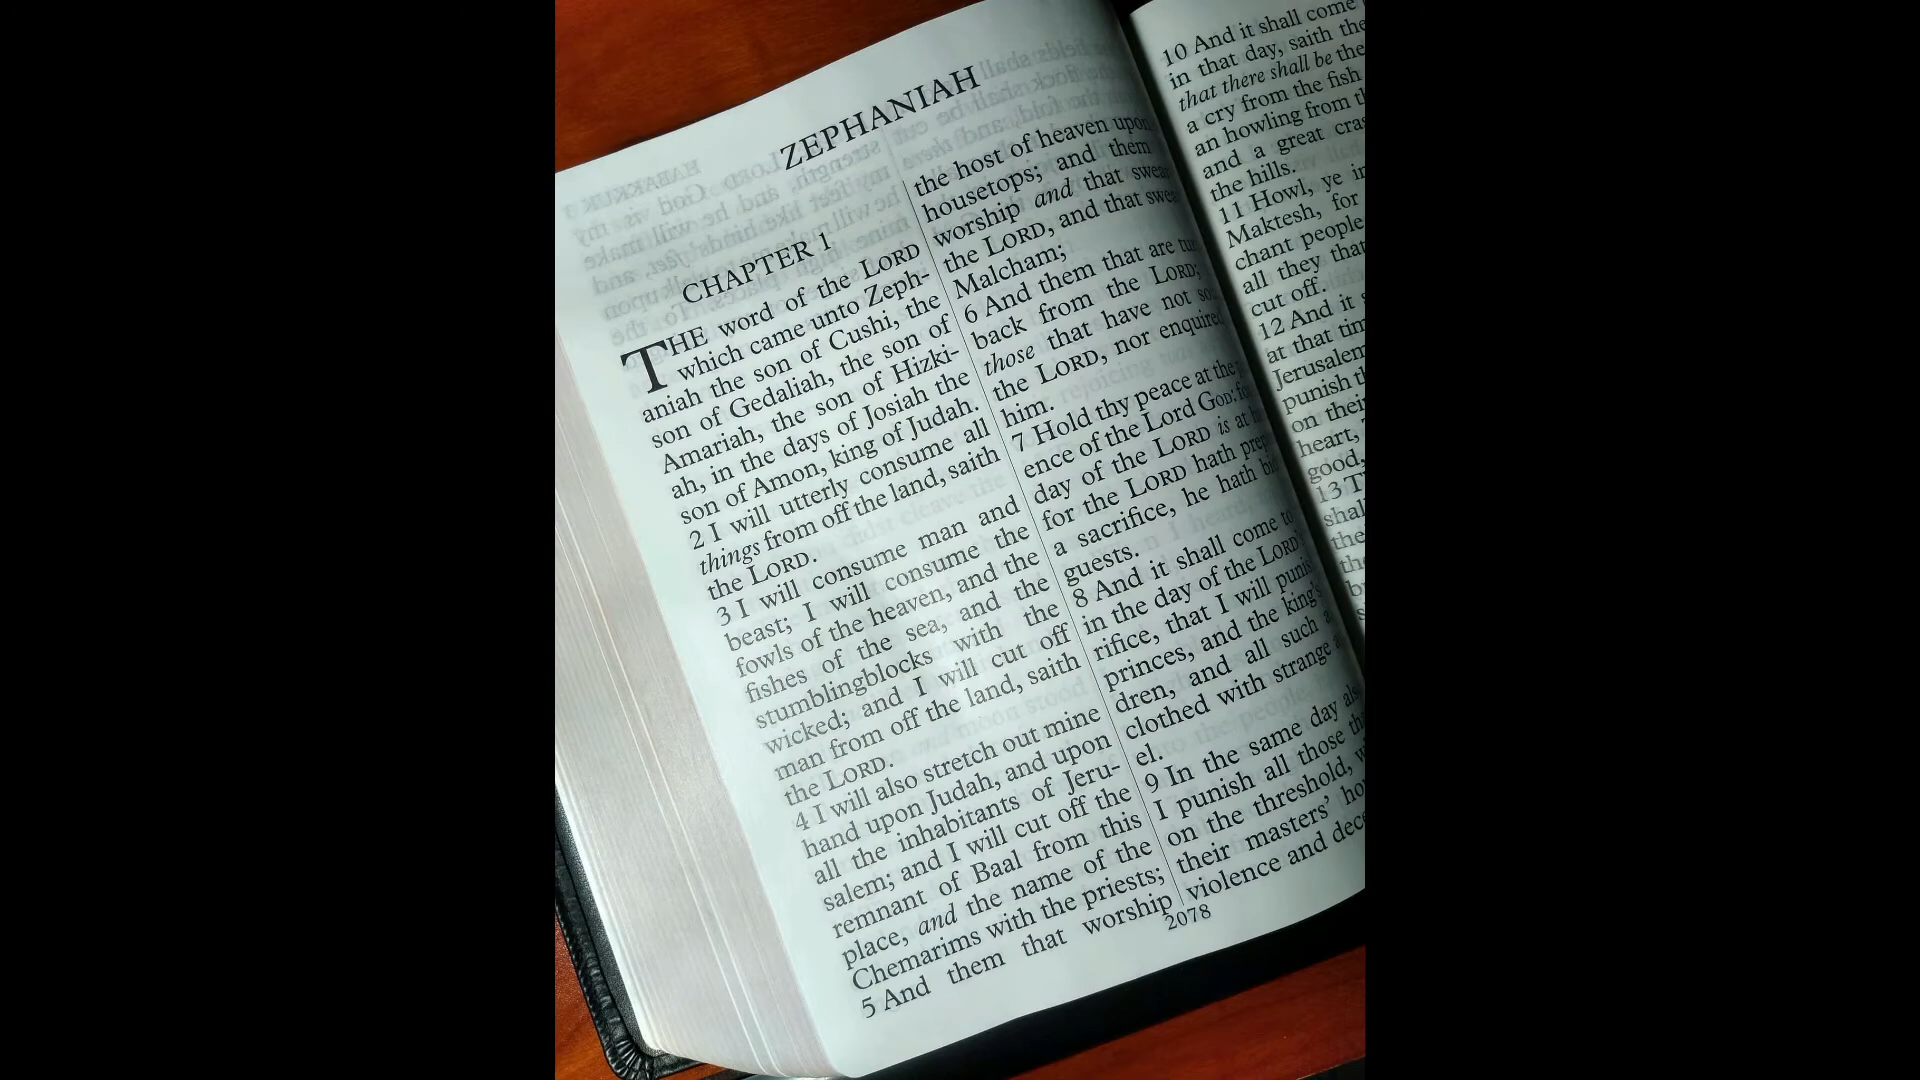 ZEPHANIAH
CHAPTER 1
THE word of the LORD
which came unto Zeph-
aniah the son of Cushi, the
son of Gedaliah, the son of
Amariah, the son of Hizki-
ah, in the days of Josiah the
son of Amon, king of Judah.
2 I will utterly consume all
things from off the land, saith
the LORD.
3 I will consume man and
beast; I will consume the
fowls of the heaven, and the
fishes of the sea, and the
stumblingblocks with the
wicked; and I will cut off
man from off the land, saith
the LORD.
4 I will also stretch out mine
hand upon Judah, and upon
all the inhabitants of Jeru-
salem; and I will cut off the
remnant of Baal from this
place, and the name of the
Chemarims with the priests;
5 And them that worship
the host of heaven upon
housetops; and them
worship and that
the LORD, and that
Malcham;
6 And them that are
back from the LORD;
those that have not
the LORD, nor
him.
7 Hold thy peace at the
ence of the Lord GOD:
day of the LORD is at
for the LORD hath
a sacrifice, he hath
guests.
8 And it shall come to
in the day of the
rifice, that I will
princes, and the king's
dren, and all such
clothed with strange
el.
9 In the same day
I punish all those
on the threshold,
their masters'
violence and
2078
10 And it shall come
in that day, saith the
that there shall be the
a cry from the fish
an howling from
and a great
the hills.
11 Howl, ye
Maktesh, for
chant people
all they that
cut off.
12 And it
at that
Jerusalem
punish
on their
heart,
good,
13
shall
the